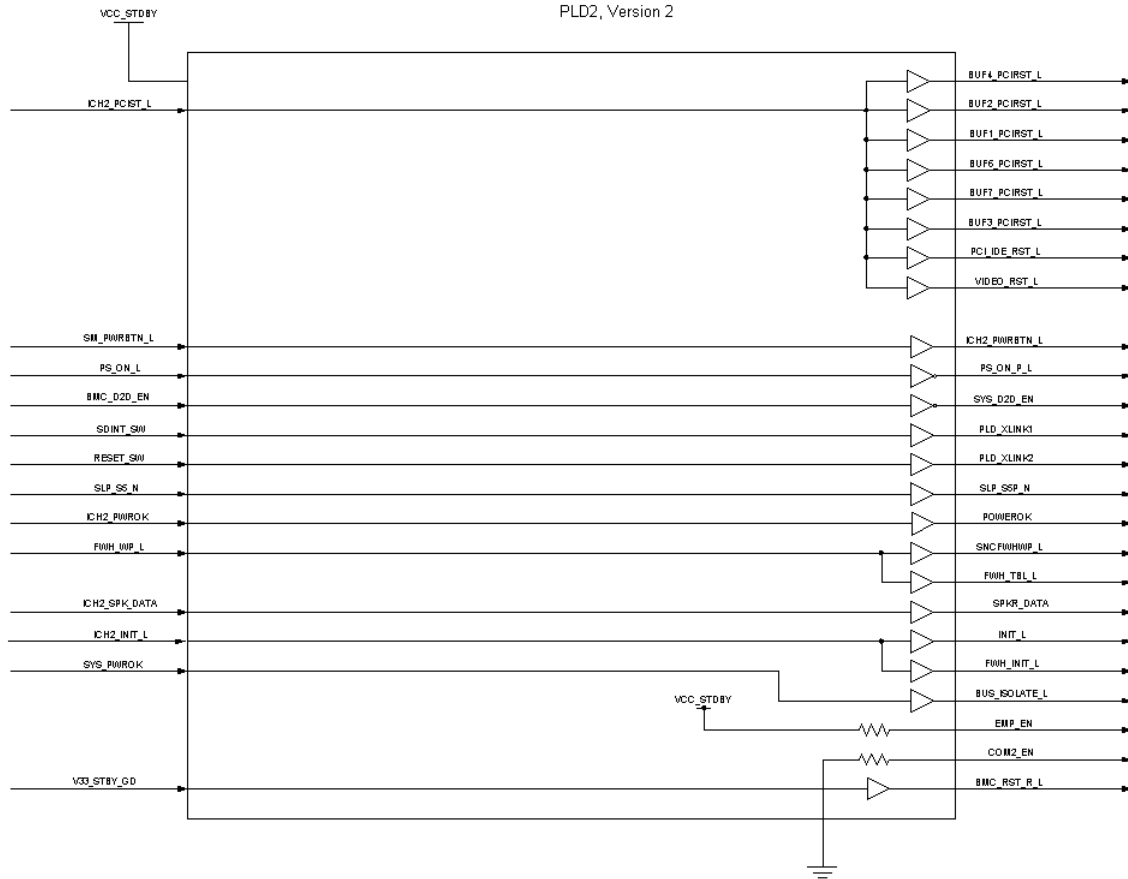 PLD2, Version 2
VCC_STDBY
BUF4_PCIRST_L
ICH2_PCIST_L
BUF2_PCIRST_L
BUF1_PCIRST_L
BUF6_PCIRST_L
BUF7_PCIRST_L
BUF3_PCIRST_L
PCI_IDE_RST_L
VIDEO_RST_L
SM_PWRBTN_L
ICH2_PWRBTN_L
PS_ON_L
PS_ON_P_L
BMC_D2D_EN
SYS_D2D_EN
SDINT_SW
PLD_XLINK1
RESET_SW
PLD_XLINK2
SLP_S5_N
SLP_S5P_N
ICH2_PWROK
POWEROK
FWH_WP_L
SNCFWHWP_L
FWH_TBL_L
ICH2_SPK_DATA
SPKR_DATA
ICH2_INIT_L
INIT_L
SYS_PWROK
FWH_INIT_L
BUS_ISOLATE_L
VCC_STDBY
EMP_EN
COM2_EN
V33_STBY_GD
BMC_RST_R_L